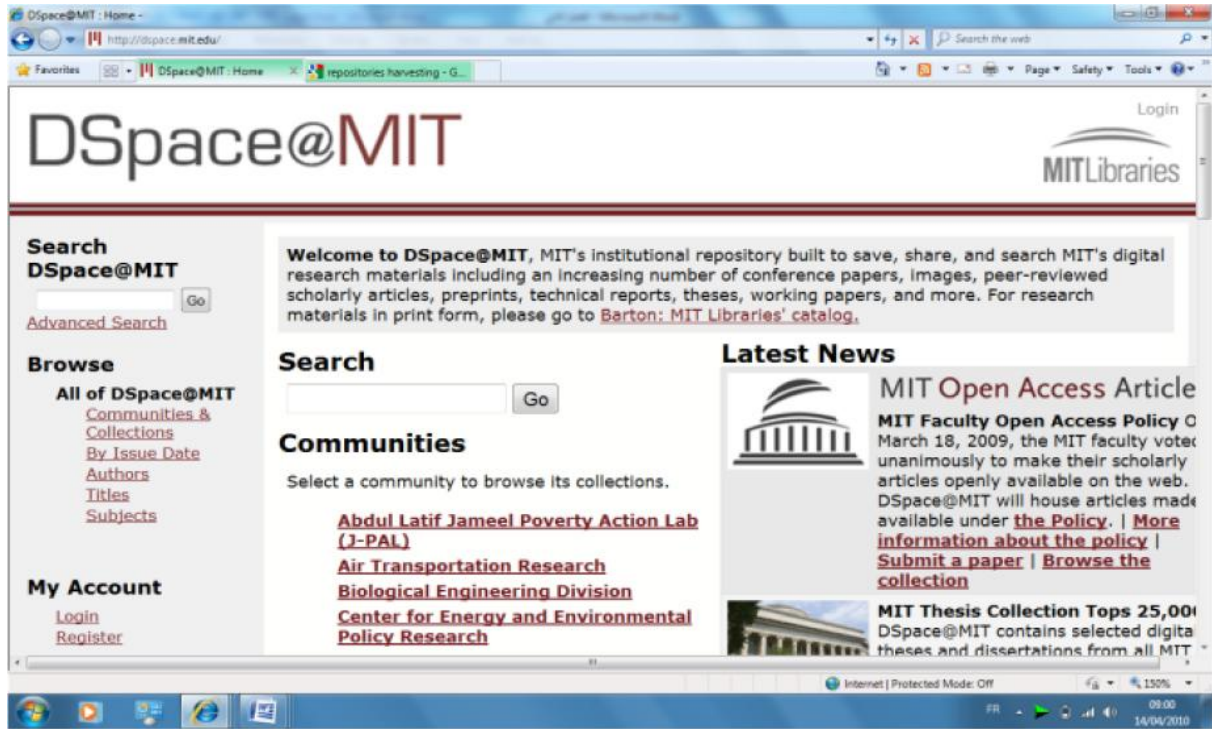 DSpace@MIT : Home -
http://dspace.mit.edu/
Search the web
Favorites
DSpace@MIT : Home
repositories harvesting - G...
Page
Safety
Tools
Login
DSpace@MIT
MITLibraries
Search
DSpace@MIT
Go
Advanced Search
Browse
All of DSpace@MIT
Communities &
Collections
By Issue Date
Authors
Titles
Subjects
My Account
Login
Register
Welcome to DSpace@MIT, MIT's institutional repository built to save, share, and search MIT's digital
research materials including an increasing number of conference papers, images, peer-reviewed
scholarly articles, preprints, technical reports, theses, working papers, and more. For research
materials in print form, please go to Barton: MIT Libraries' catalog.
Search
Go
Communities
Select a community to browse its collections.
Abdul Latif Jameel Poverty Action Lab
(J-PAL)
Air Transportation Research
Biological Engineering Division
Center for Energy and Environmental
Policy Research
Latest News
MIT Open Access Article
MIT Faculty Open Access Policy O
March 18, 2009, the MIT faculty voted
unanimously to make their scholarly
articles openly available on the web.
DSpace@MIT will house articles made
available under the Policy. | More
information about the policy |
Submit a paper | Browse the
collection
MIT Thesis Collection Tops 25,00
DSpace@MIT contains selected digita
theses and dissertations from all MIT
Internet | Protected Mode: Off
150%
FR
09:00
14/04/2010